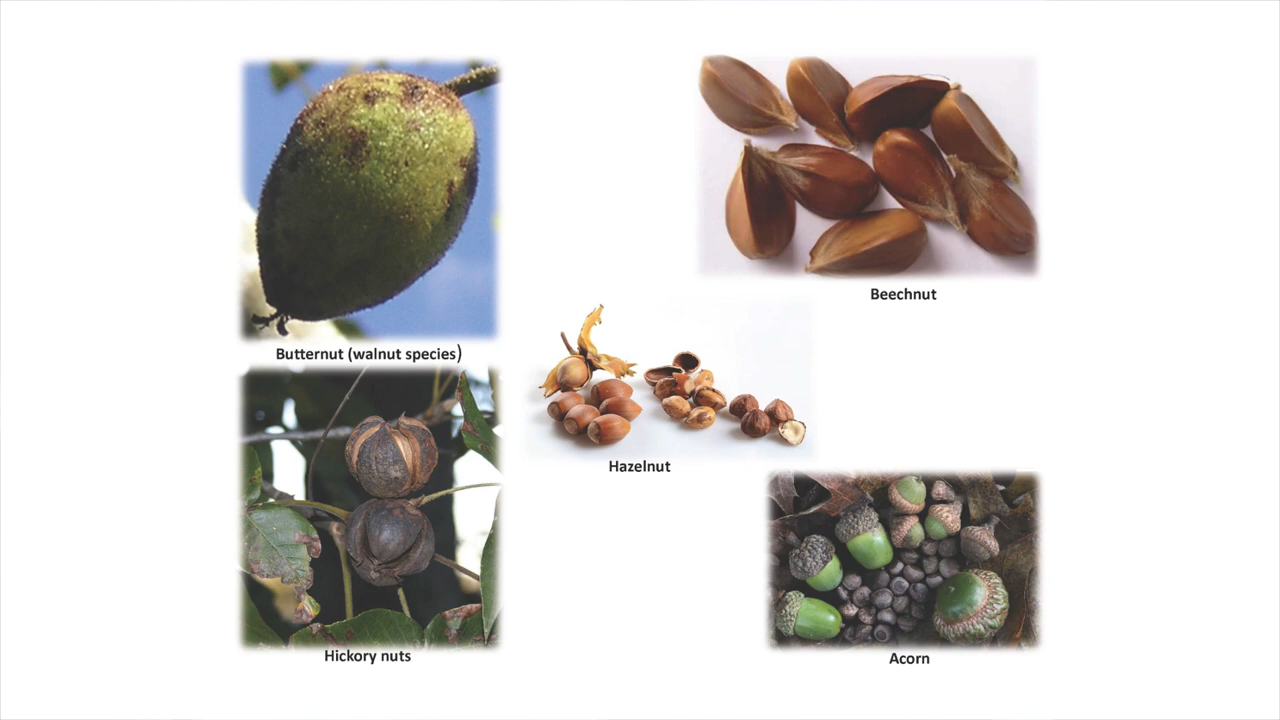 Butternut (walnut species)
Beechnut
Hazelnut
Hickory nuts
Acorn